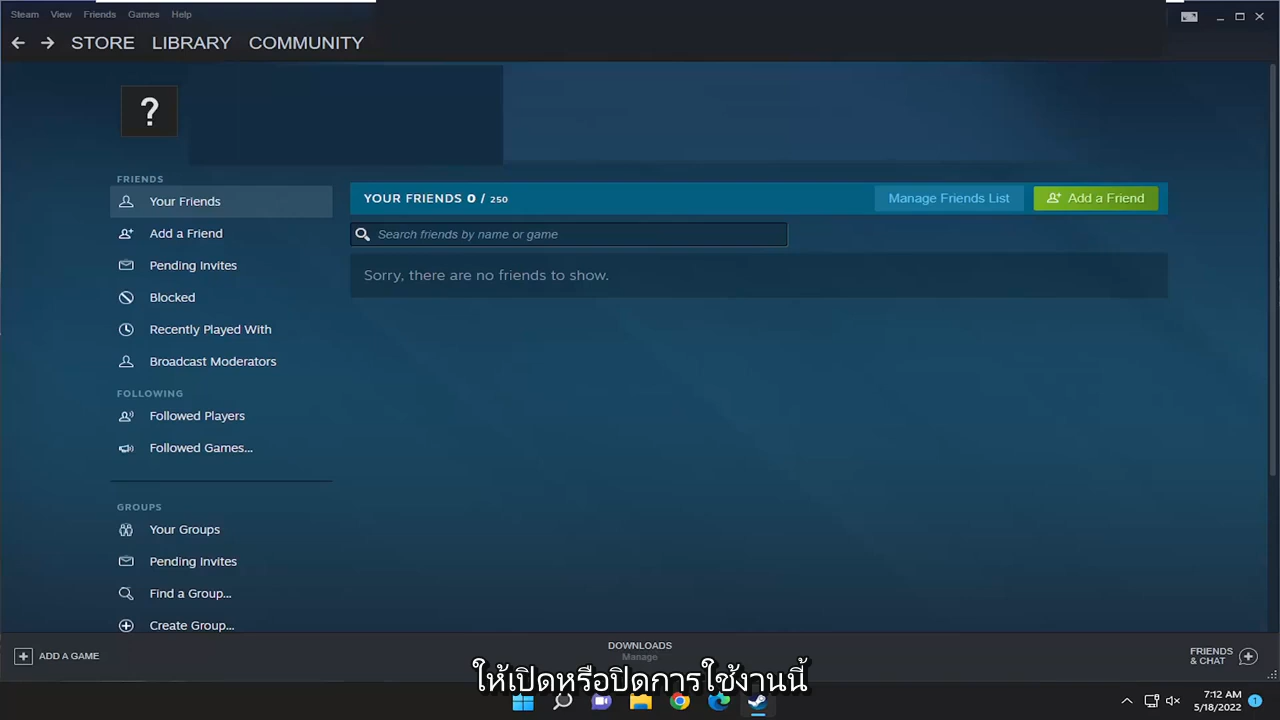 Steam View Friends Games Help
STORE LIBRARY COMMUNITY
?
FRIENDS
Your Friends
Add a Friend
Pending Invites
Blocked
Recently Played With
Broadcast Moderators
FOLLOWING
Followed Players
Followed Games...
GROUPS
Your Groups
Pending Invites
Find a Group...
Create Group...
YOUR FRIENDS 0 / 250
Manage Friends List
Add a Friend
Search friends by name or game
Sorry, there are no friends to show.
ADD A GAME
DOWNLOADS
Manage
FRIENDS
& CHAT
ให้เปิดหรือปิดการใช้งานนี้
7:12 AM
5/18/2022
1